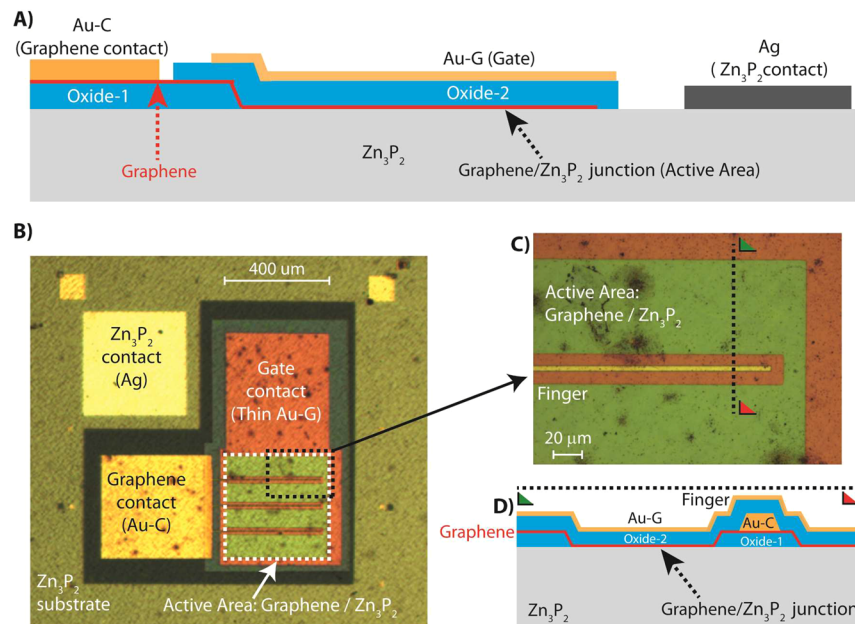 A)
Au-C
(Graphene contact)
Au-G (Gate)
Ag
( Zn₃P₂contact)
Oxide-1
Oxide-2
Graphene
Zn₃P₂
Graphene/Zn₃P₂ junction (Active Area)
B)
400 um
Zn₃P₂
contact
(Ag)
Gate
contact
(Thin Au-G)
Graphene
contact
(Au-C)
Zn₃P₂
substrate
Active Area: Graphene / Zn₃P₂
C)
Active Area:
Graphene / Zn₃P₂
Finger
20 µm
D)
Finger
Graphene
Au-G
Au-C
Oxide-2
Oxide-1
Zn₃P₂
Graphene/Zn₃P₂ junction